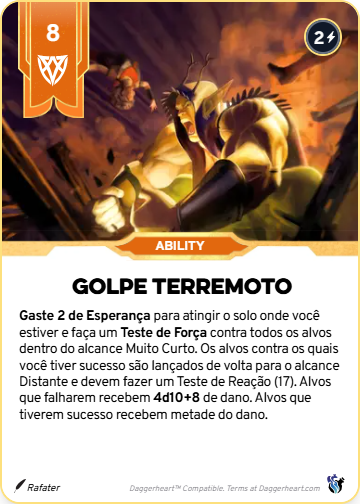 8
2
ABILITY
GOLPE TERREMOTO
Gaste 2 de Esperança para atingir o solo onde você
estiver e faça um Teste de Força contra todos os alvos
dentro do alcance Muito Curto. Os alvos contra os quais
você tiver sucesso são lançados de volta para o alcance
Distante e devem fazer um Teste de Reação (17). Alvos
que falharem recebem 4d10+8 de dano. Alvos que
tiverem sucesso recebem metade do dano.
Rafater
Daggerheart™ Compatible. Terms at Daggerheart.com